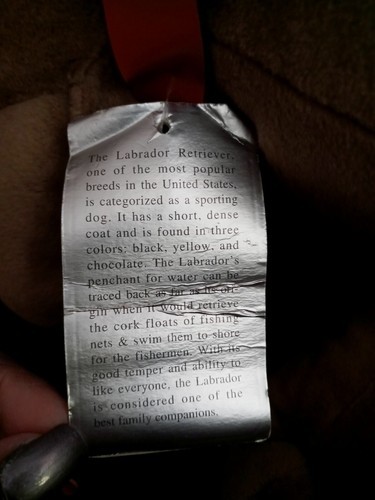 The Labrador Retriever,
one of the most popular
breeds in the United States,
is categorized as a sporting
dog. It has a short, dense
coat and is found in three
colors: black, yellow, and
chocolate. The Labrador's
penchant for water can be
traced back as far as its ori-
gin when it would retrieve
the cork floats of fishing
nets & swim them to shore
for the fishermen. With its
good temper and ability to
like everyone, the Labrador
is considered one of the
best family companions.